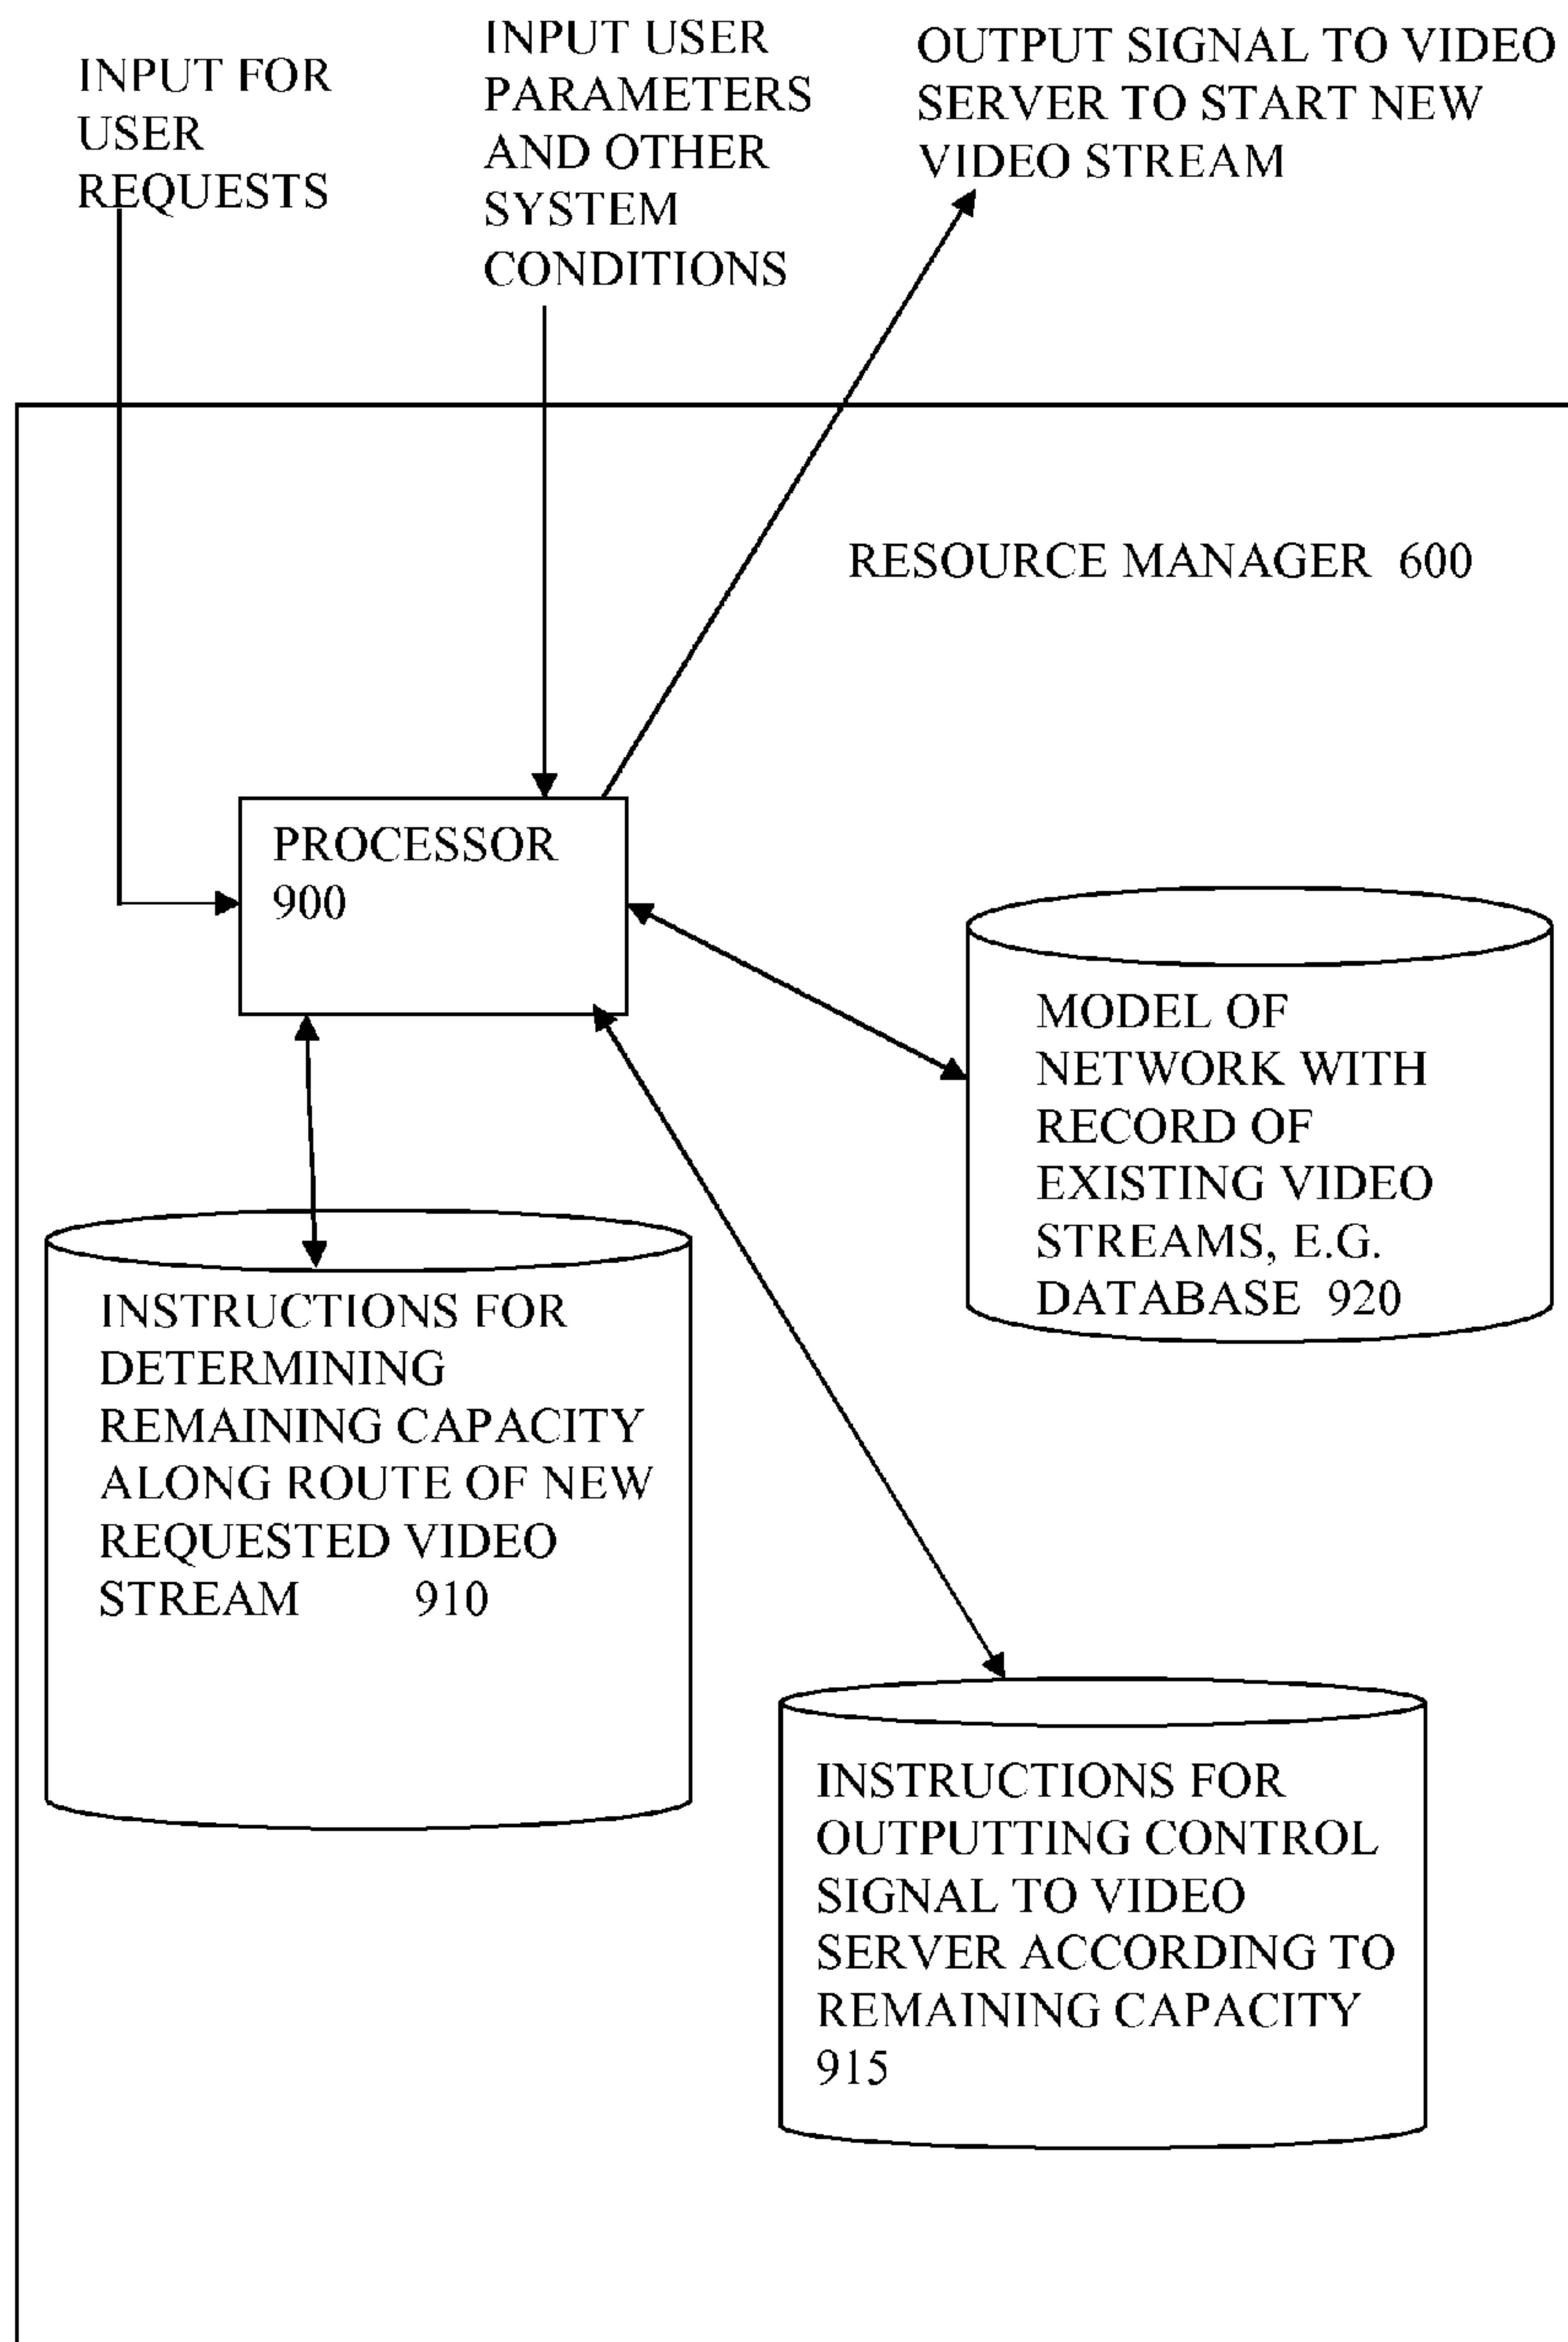 INPUT FOR
USER
REQUESTS
INPUT USER
PARAMETERS
AND OTHER
SYSTEM
CONDITIONS
OUTPUT SIGNAL TO VIDEO
SERVER TO START NEW
VIDEO STREAM
RESOURCE MANAGER 600
PROCESSOR
900
MODEL OF
NETWORK WITH
RECORD OF
EXISTING VIDEO
STREAMS, E.G.
DATABASE 920
INSTRUCTIONS FOR
DETERMINING
REMAINING CAPACITY
ALONG ROUTE OF NEW
REQUESTED VIDEO
STREAM 910
INSTRUCTIONS FOR
OUTPUTTING CONTROL
SIGNAL TO VIDEO
SERVER ACCORDING TO
REMAINING CAPACITY
915